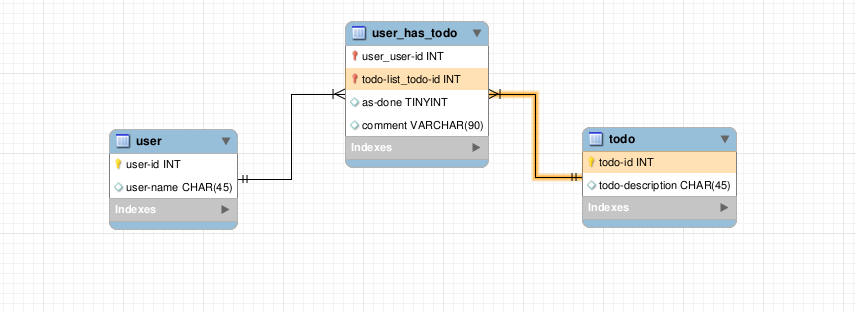 user_has_todo
user_user-id INT
todo-list_todo-id INT
as-done TINYINT
comment VARCHAR(90)
Indexes
user
user-id INT
user-name CHAR(45)
Indexes
todo
todo-id INT
todo-description CHAR(45)
Indexes